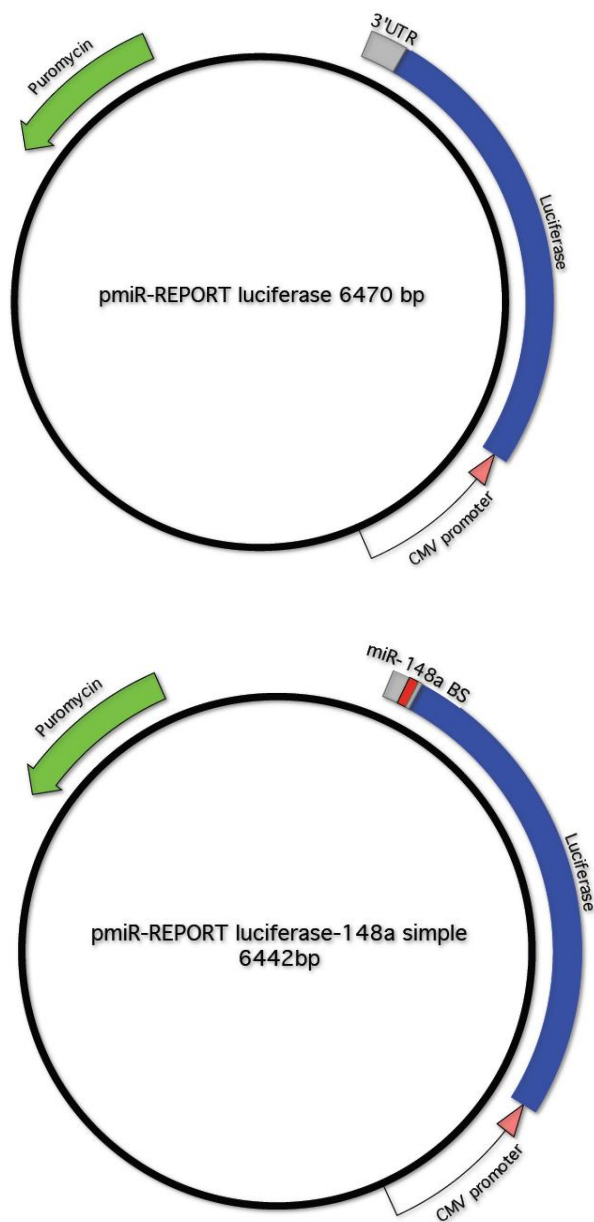 3'UTR
Puromycin
Luciferase
pmiR-REPORT luciferase 6470 bp
CMV promoter
miR-148a BS
Puromycin
Luciferase
pmiR-REPORT luciferase-148a simple
6442bp
CMV promoter